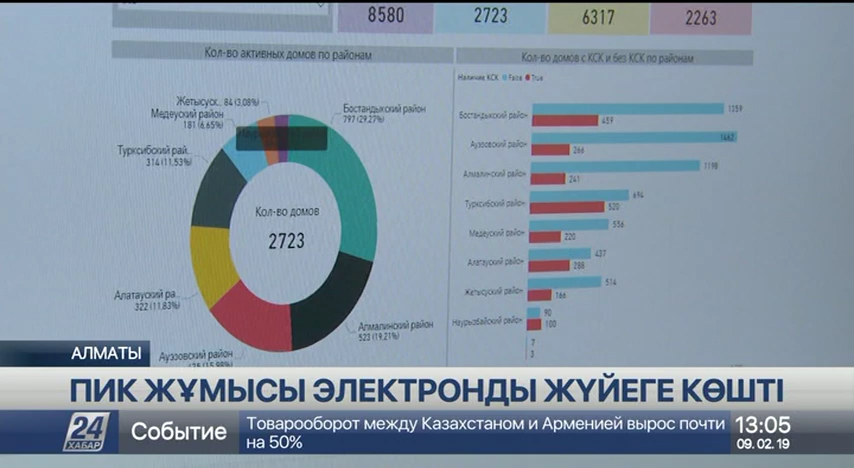 8580 2723 6317 2263
Кол-во активных домов по районам
Кол-во домов с КСК и без КСК по районам
Наличие КСК False True
Жетысуск... 84 (3,08%)
Медеуский район
181 (6,65%)
Турксибский рай...
314 (11,53%)
Бостандыкский район
797 (29,27%)
Кол-во домов
2723
Алатауский ра...
322 (11,83%)
Ауэзовский район
Алмалинский район
523 (19,21%)
Бостандыкский район 1359
459
Ауэзовский район 1462
266
Алмалинский район 1198
241
Турксибский район 694
520
Медеуский район 556
220
Алатауский район 437
288
Жетысуский район 514
166
Наурызбайский район 90
100
7
3
АЛМАТЫ
ПИК ЖҰМЫСЫ ЭЛЕКТРОНДЫ ЖҮЙЕГЕ КӨШТІ
24
ХАБАР
Событие
Товарооборот между Казахстаном и Арменией вырос почти
на 50%
13:05
09.02.19